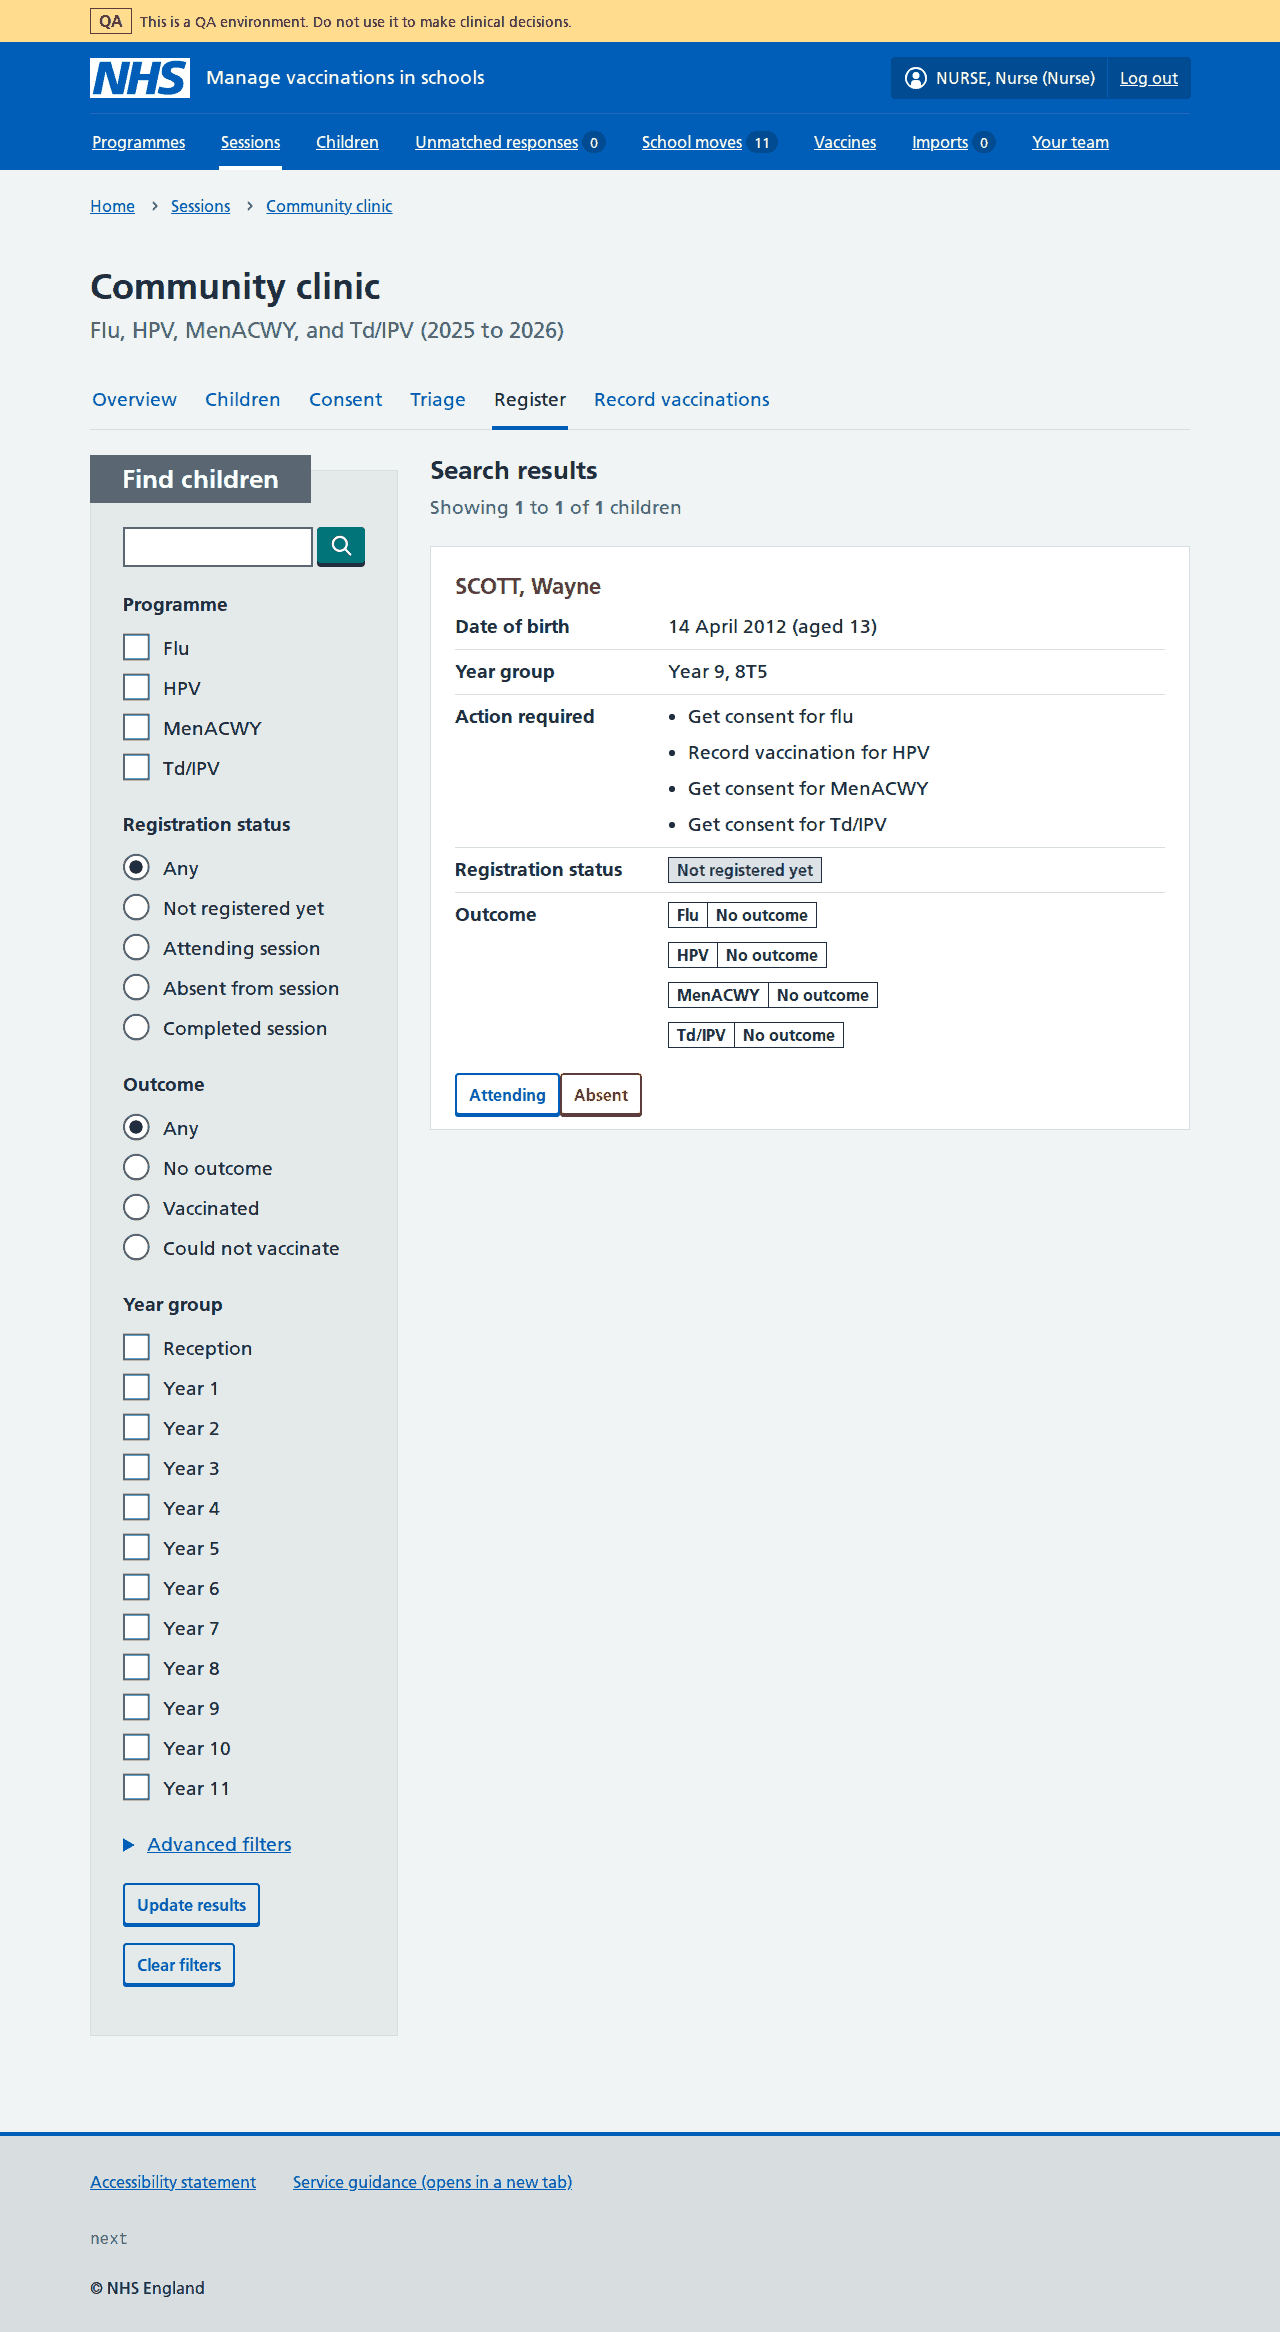 QA This is a QA environment. Do not use it to make clinical decisions.
NHS Manage vaccinations in schools
NURSE, Nurse (Nurse) Log out
Programmes Sessions Children Unmatched responses 0 School moves 11 Vaccines Imports 0 Your team
Home › Sessions › Community clinic
Community clinic
Flu, HPV, MenACWY, and Td/IPV (2025 to 2026)
Overview Children Consent Triage Register Record vaccinations
Find children
Programme
Flu
HPV
MenACWY
Td/IPV
Registration status
Any
Not registered yet
Attending session
Absent from session
Completed session
Outcome
Any
No outcome
Vaccinated
Could not vaccinate
Year group
Reception
Year 1
Year 2
Year 3
Year 4
Year 5
Year 6
Year 7
Year 8
Year 9
Year 10
Year 11
Advanced filters
Update results
Clear filters
Search results
Showing 1 to 1 of 1 children
SCOTT, Wayne
Date of birth 14 April 2012 (aged 13)
Year group Year 9, 8T5
Action required • Get consent for flu
• Record vaccination for HPV
• Get consent for MenACWY
• Get consent for Td/IPV
Registration status Not registered yet
Outcome Flu No outcome
HPV No outcome
MenACWY No outcome
Td/IPV No outcome
Attending Absent
Accessibility statement Service guidance (opens in a new tab)
next
© NHS England